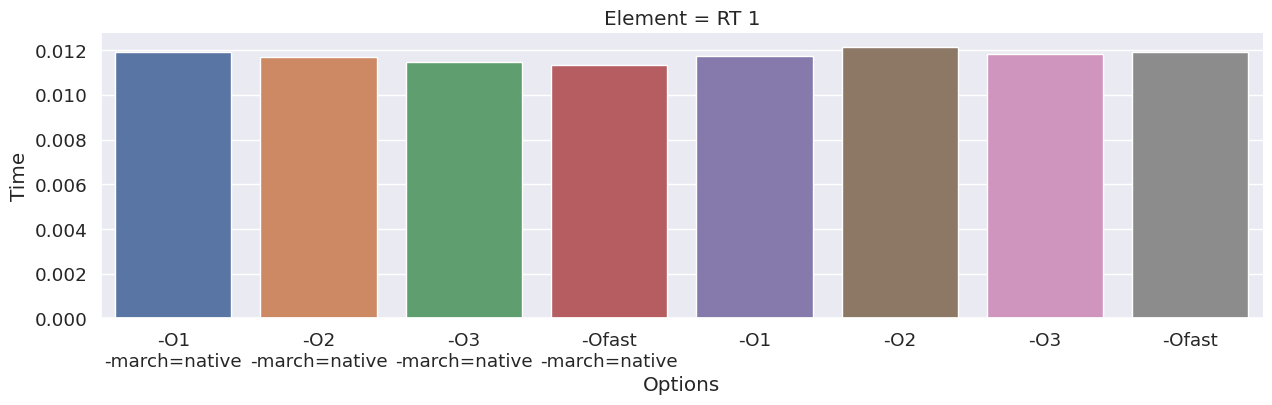 Element = RT 1
0.012
0.010
0.008
0.006
0.004
0.002
0.000
Time
-O1
-march=native
-O2
-march=native
-O3
-march=native
-Ofast
-march=native
-O1
-O2
-O3
-Ofast
Options